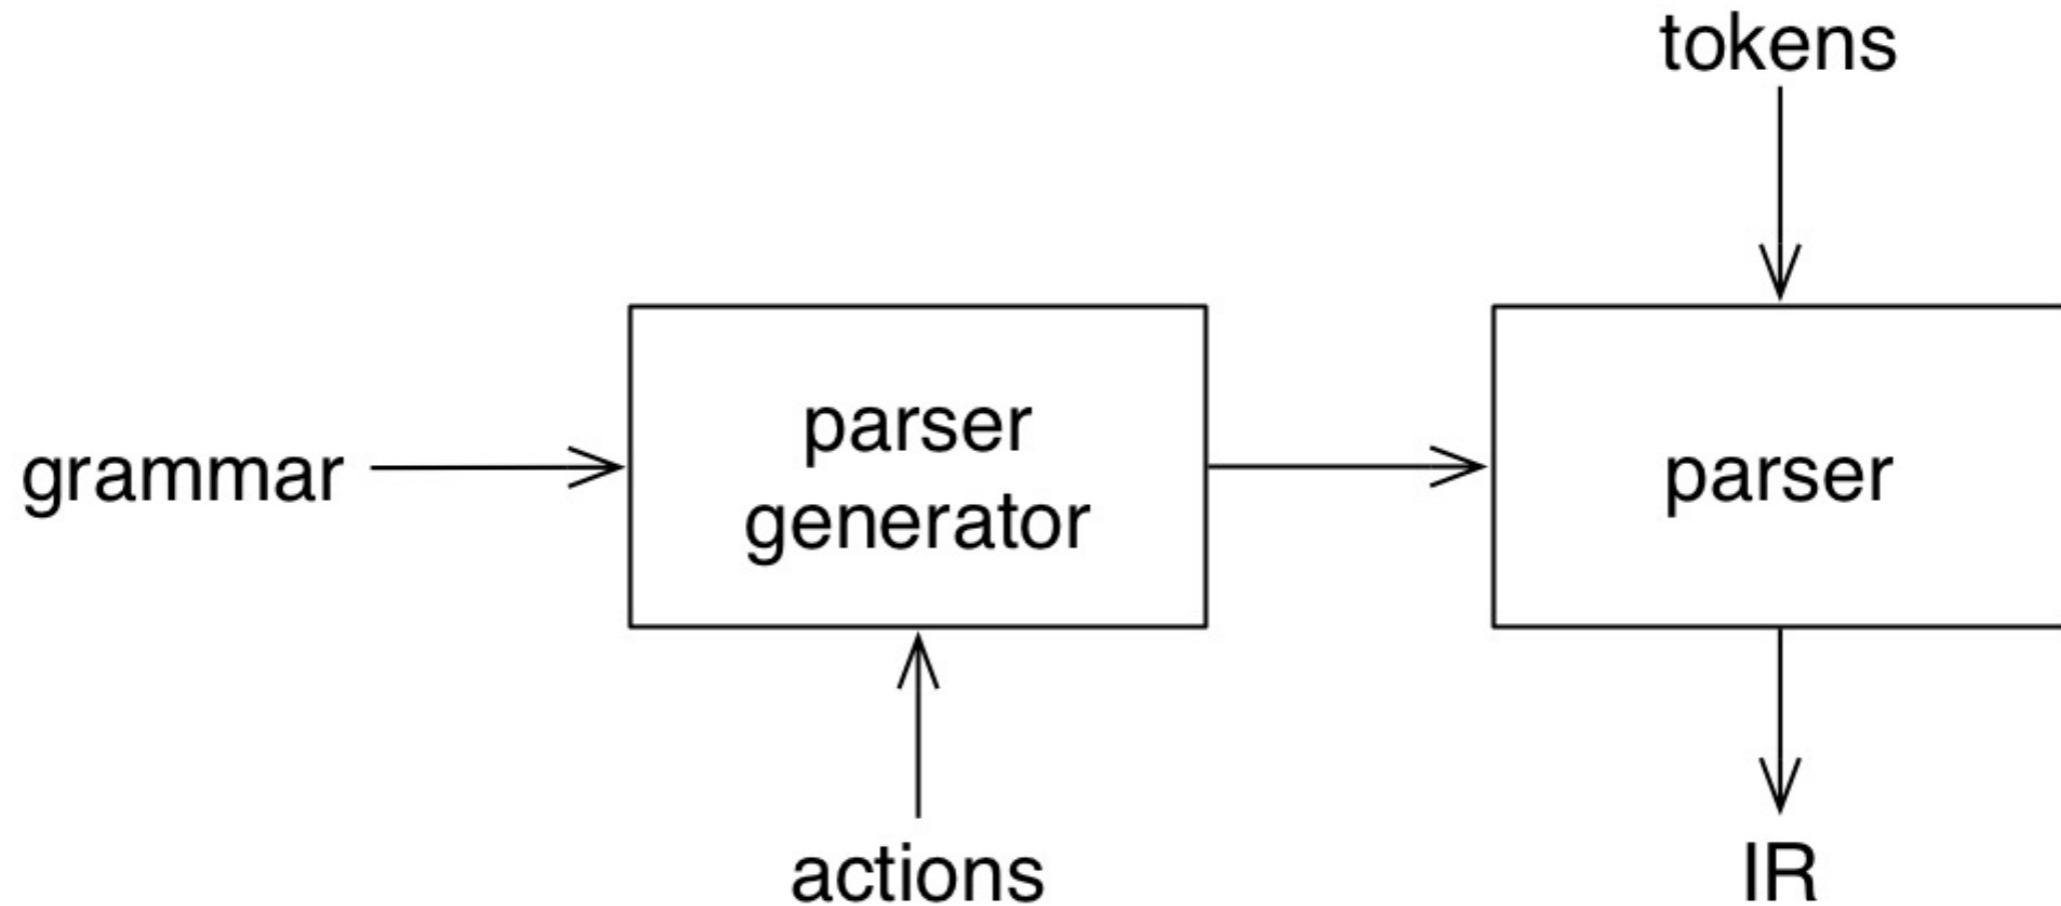 tokens
grammar
parser
generator
parser
actions
IR